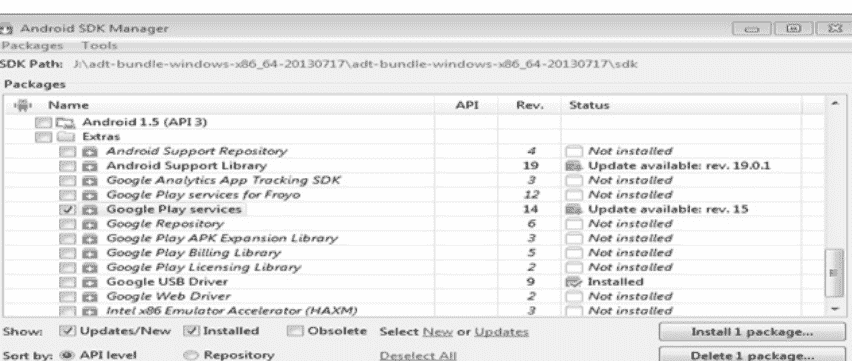 Android SDK Manager
Packages Tools
SDK Path: J:\adt-bundle-windows-x86_64-20130717\adt-bundle-windows-x86_64-20130717\sdk
Packages
Name API Rev. Status
Android 1.5 (API 3)
Extras
Android Support Repository 4 Not installed
Android Support Library 19 Update available: rev. 19.0.1
Google Analytics App Tracking SDK 3 Not installed
Google Play services for Froyo 12 Not installed
Google Play services 14 Update available: rev. 15
Google Repository 6 Not installed
Google Play APK Expansion Library 3 Not installed
Google Play Billing Library 5 Not installed
Google Play Licensing Library 2 Not installed
Google USB Driver 9 Installed
Google Web Driver 2 Not installed
Intel x86 Emulator Accelerator (HAXM) 3 Not installed
Show: Updates/New Installed Obsolete Select New or Updates Install 1 package...
Sort by: API level Repository Deselect All Delete 1 package...